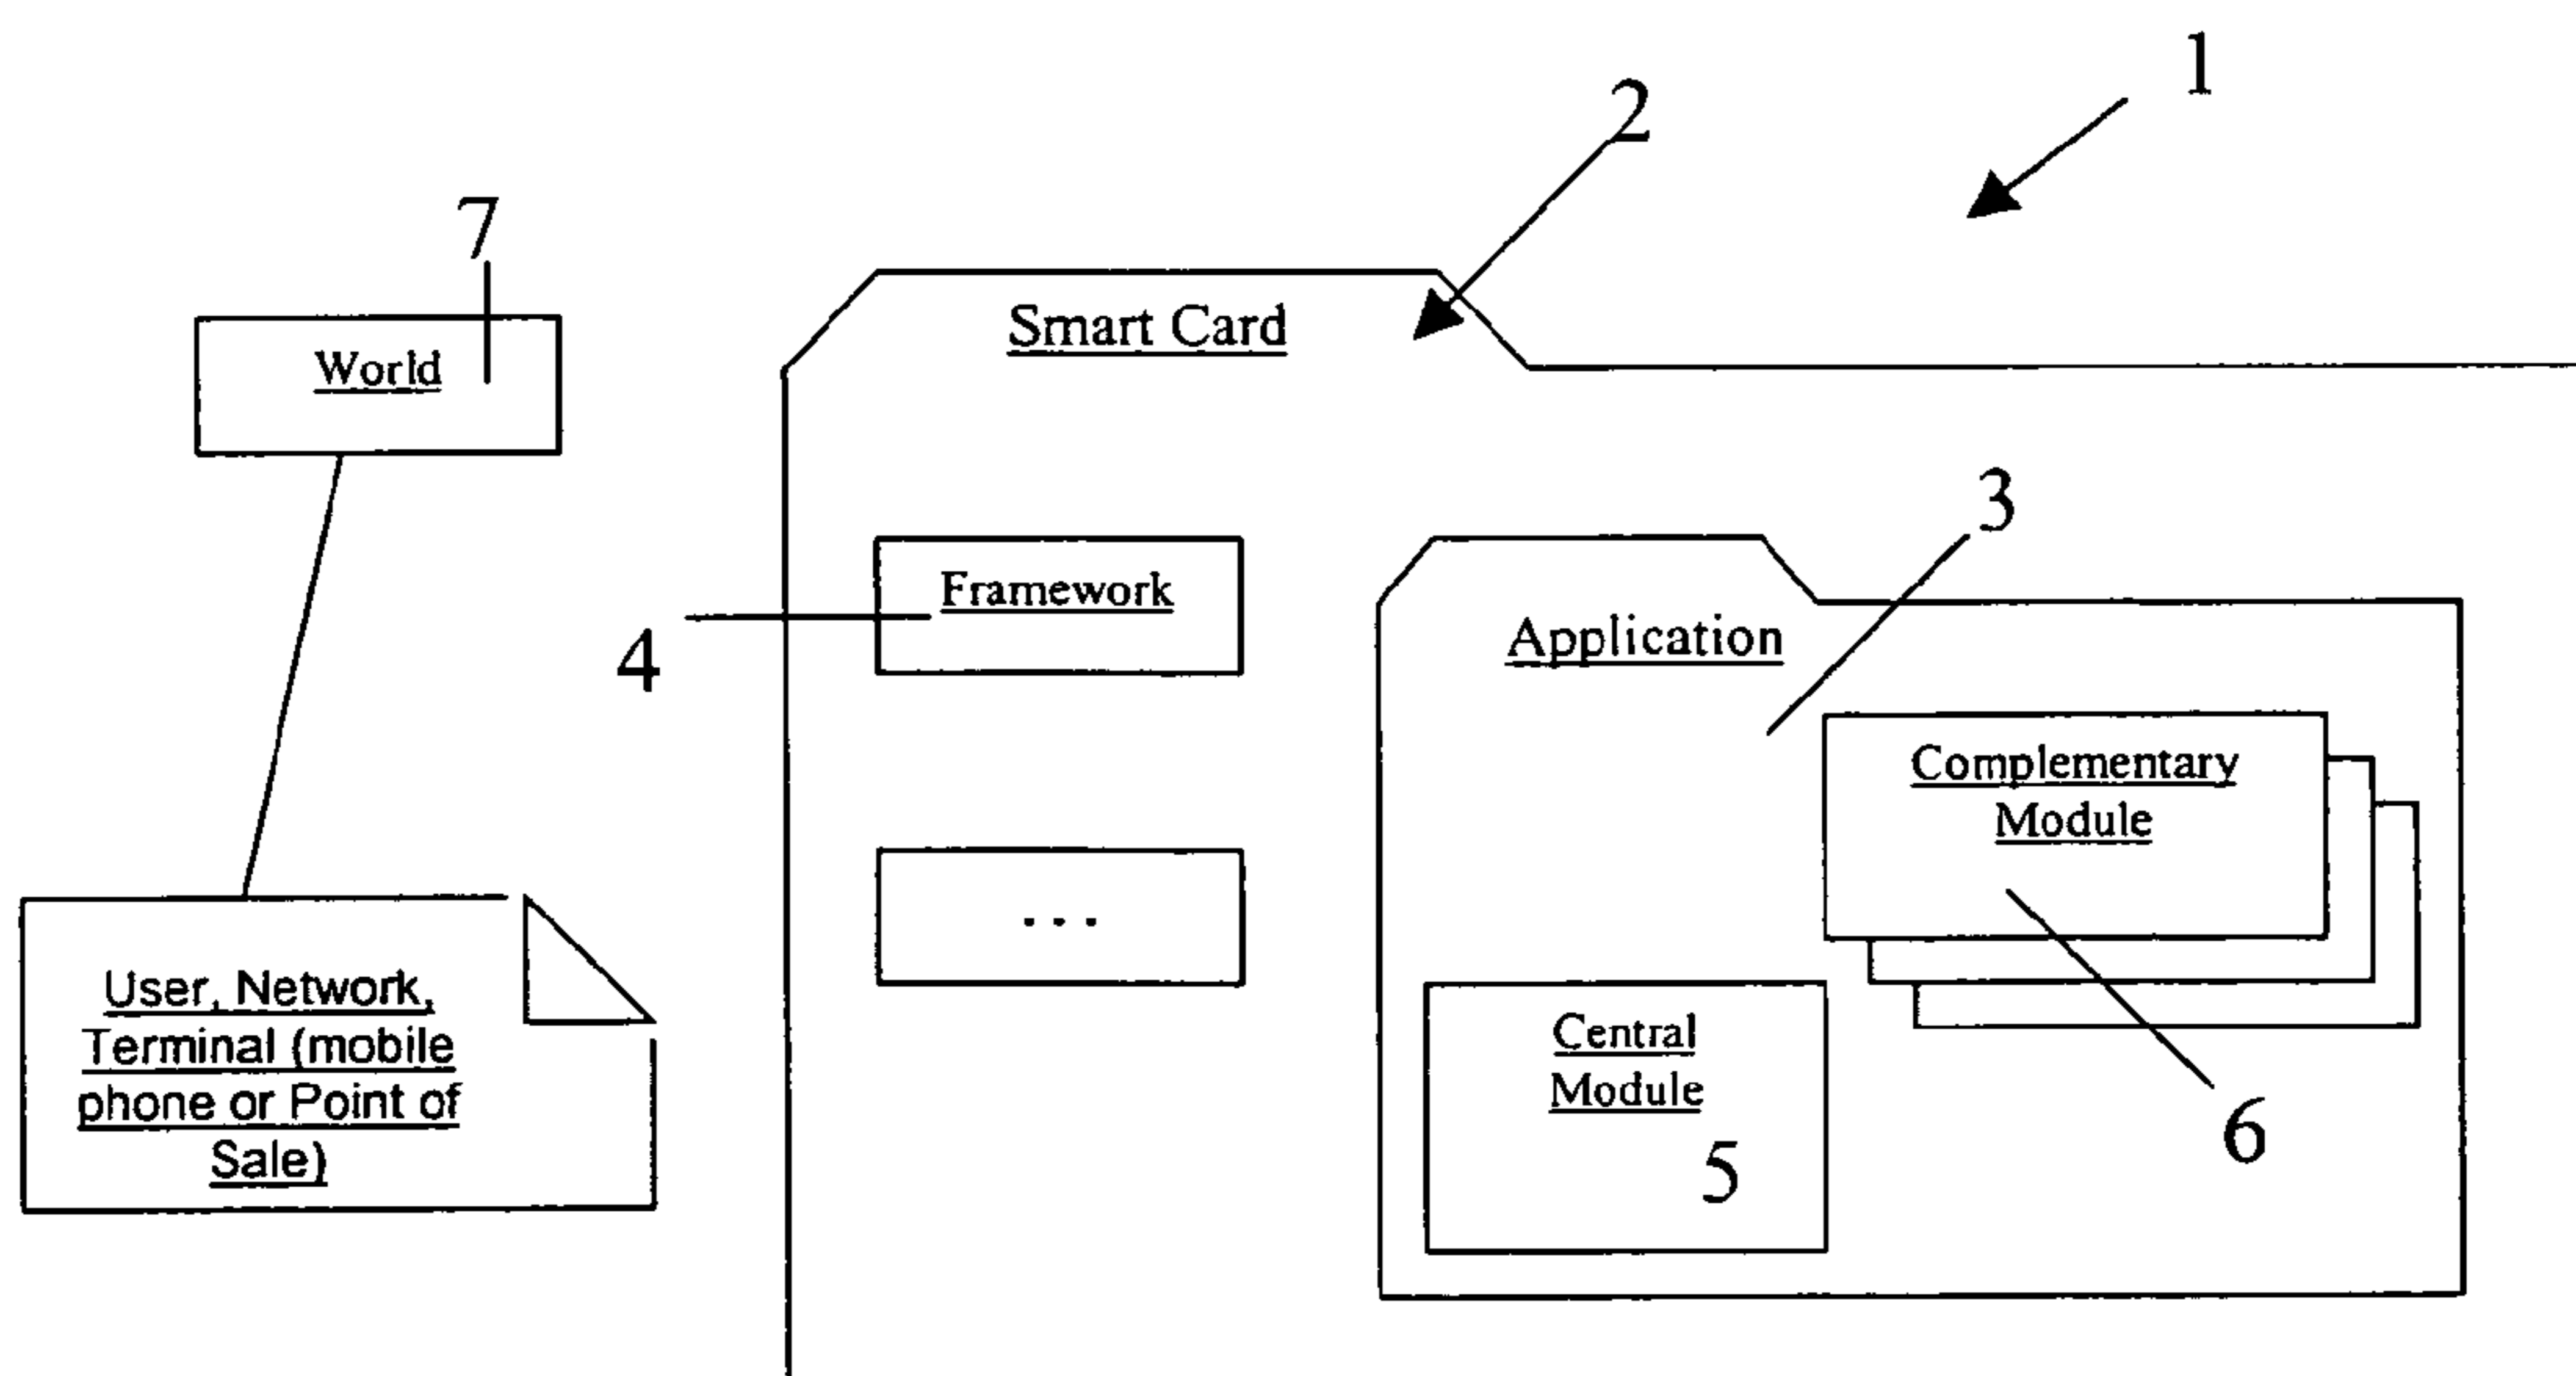 1
2
7
Smart Card
World
3
Framework
4
Application
Complementary
Module
...
User, Network,
Terminal (mobile
phone or Point of
Sale)
Central
Module
5
6